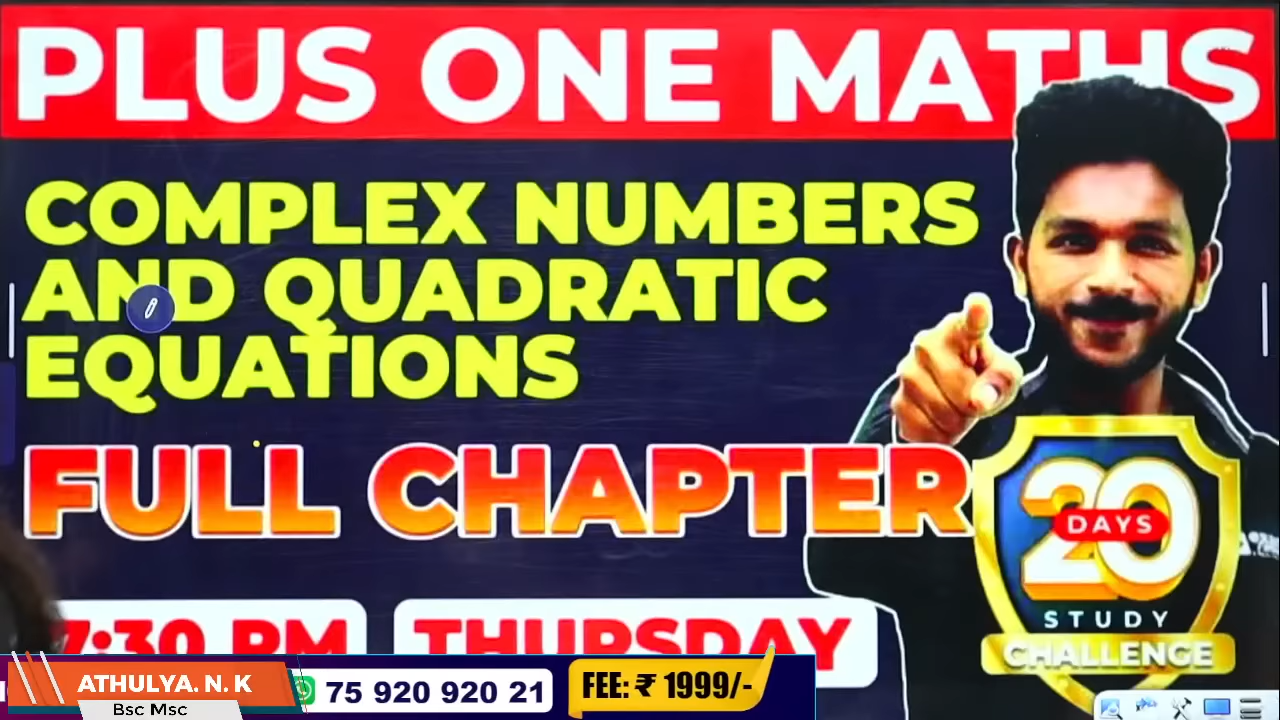 PLUS ONE MATHS
COMPLEX NUMBERS
AND QUADRATIC
EQUATIONS
FULL CHAPTER
20
DAYS
STUDY
CHALLENGE
7:30 PM
THURSDAY
ATHULYA. N. K
Bsc Msc
75 920 920 21
FEE: ₹ 1999/-